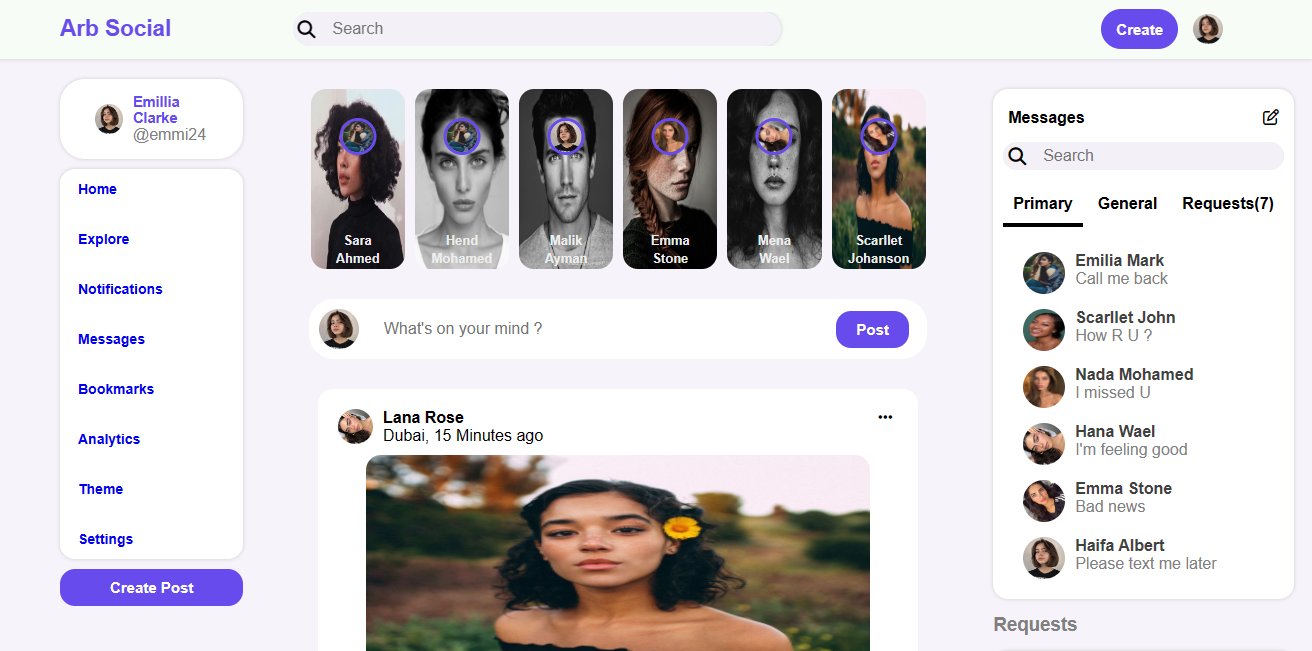 Arb Social
Search
Create
Emillia
Clarke
@emmi24
Home
Explore
Notifications
Messages
Bookmarks
Analytics
Theme
Settings
Create Post
Sara
Ahmed
Hend
Mohamed
Malik
Ayman
Emma
Stone
Mena
Wael
Scarllet
Johanson
What's on your mind ?
Post
Lana Rose
Dubai, 15 Minutes ago
Messages
Search
Primary General Requests(7)
Emilia Mark
Call me back
Scarllet John
How R U ?
Nada Mohamed
I missed U
Hana Wael
I'm feeling good
Emma Stone
Bad news
Haifa Albert
Please text me later
Requests